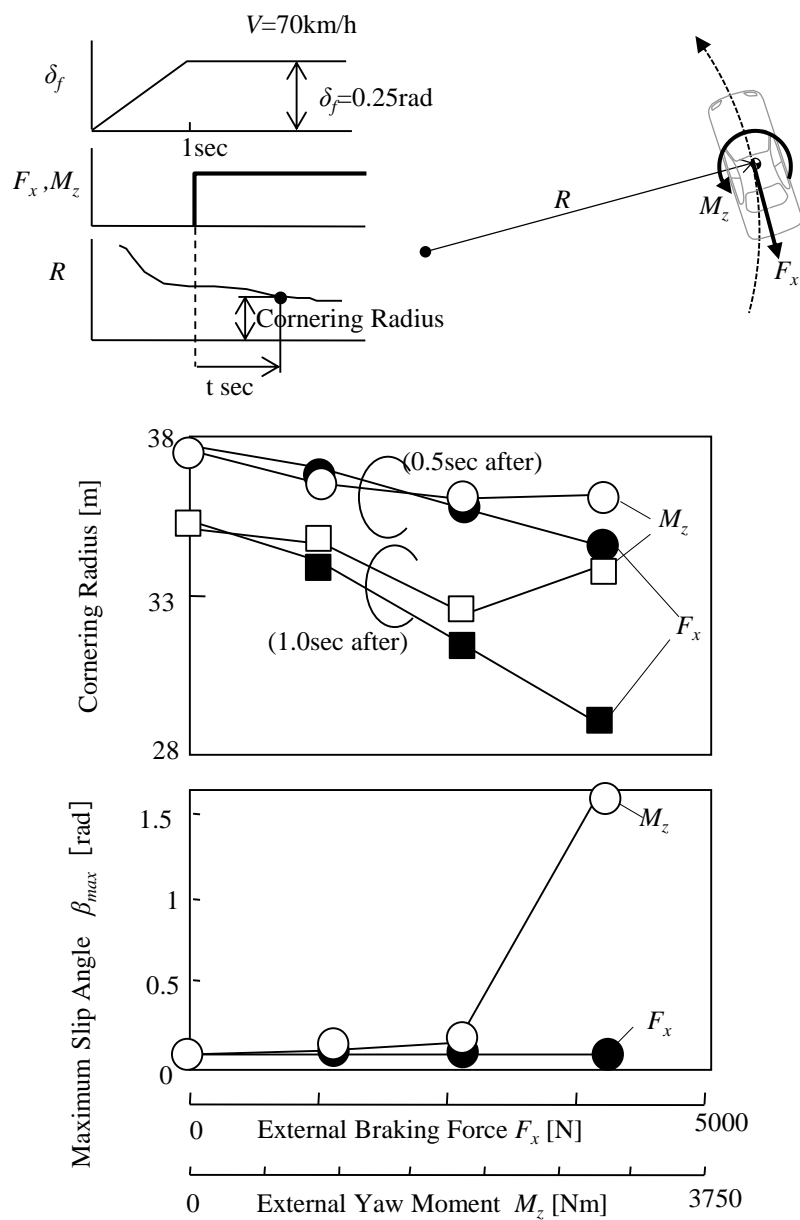 V=70km/h
δf
δf=0.25rad
1sec
Fx ,Mz
R
Cornering Radius
t sec
R
Mz
Fx
38
(0.5sec after)
Mz
Cornering Radius [m]
33
Fx
(1.0sec after)
28
Maximum Slip Angle βmax [rad]
1.5
Mz
1
0.5
Fx
0
0 External Braking Force Fx [N] 5000
0 External Yaw Moment Mz [Nm] 3750